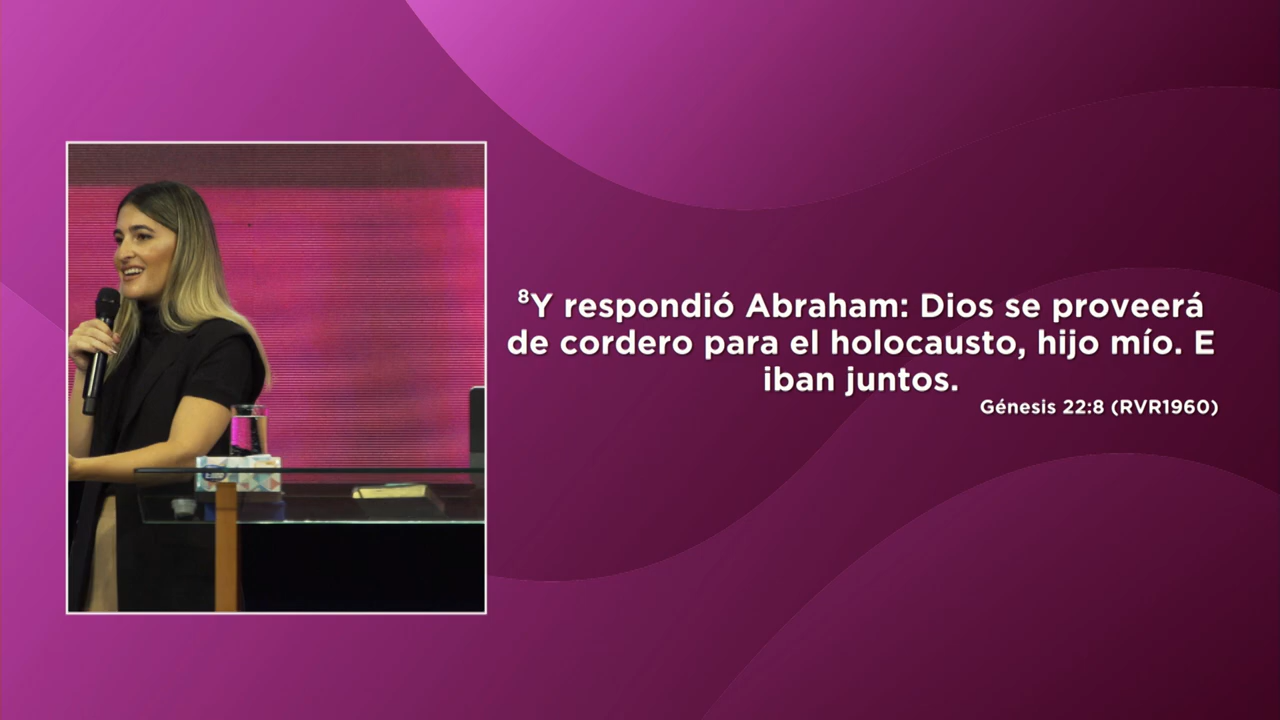 ⁸Y respondió Abraham: Dios se proveerá
de cordero para el holocausto, hijo mío. E
iban juntos.
Génesis 22:8 (RVR1960)